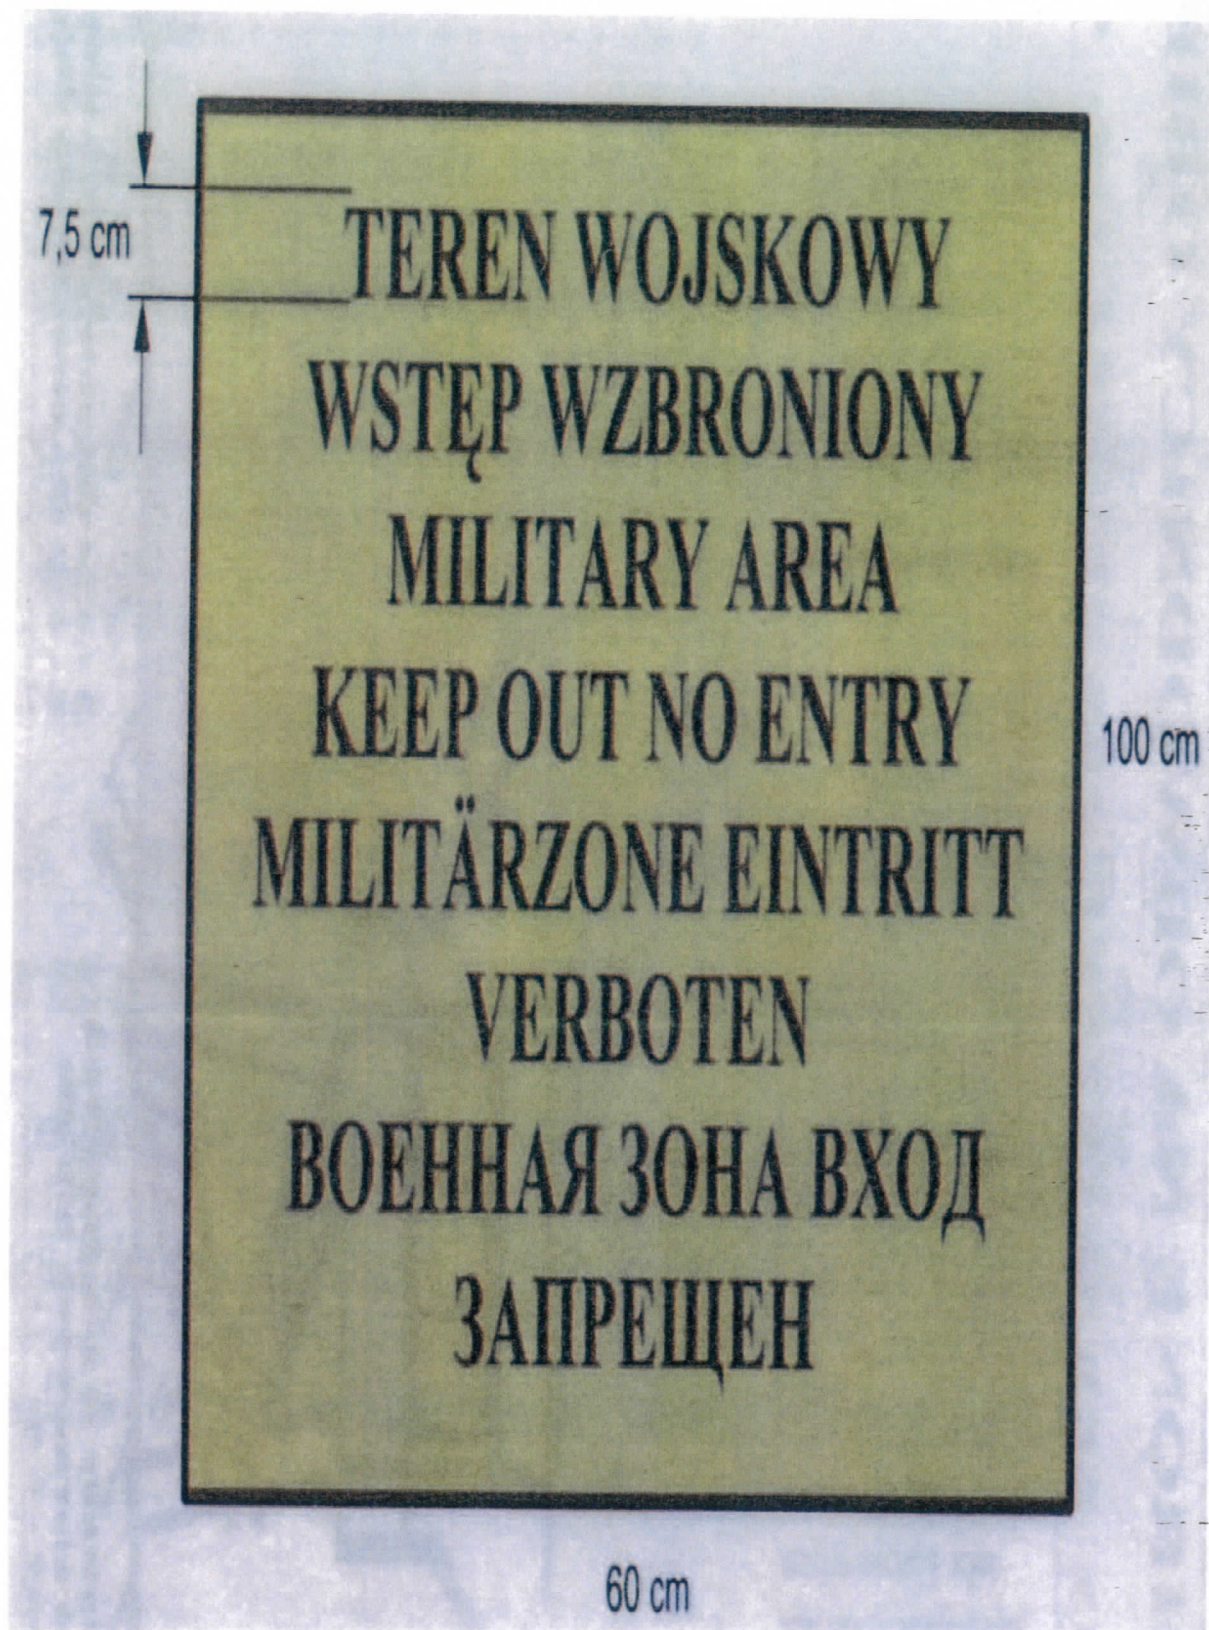 7,5 cm
TEREN WOJSKOWY
WSTĘP WZBRONIONY
MILITARY AREA
KEEP OUT NO ENTRY
100 cm
MILITÄRZONE EINTRITT
VERBOTEN
ВОЕННАЯ ЗОНА ВХОД
ЗАПРЕЩЕН
60 cm